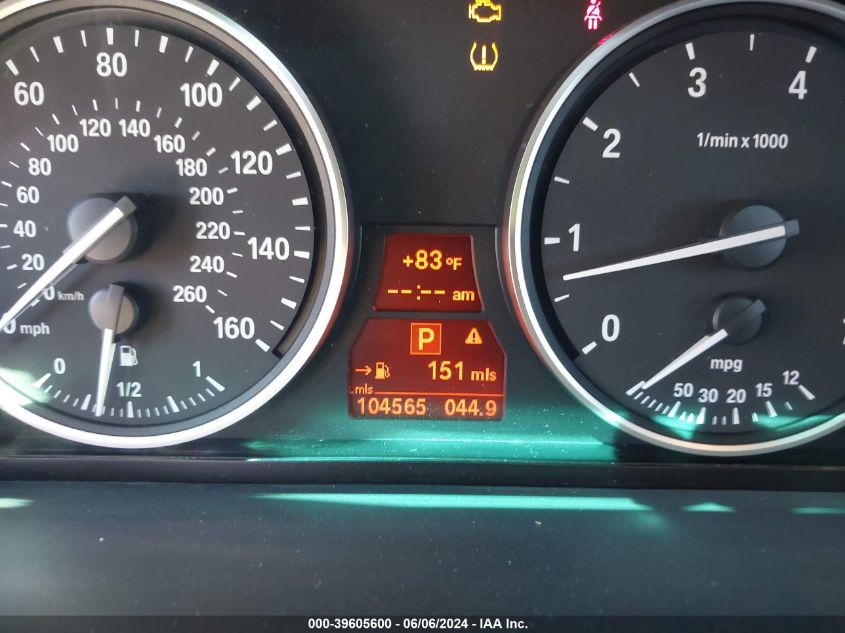 60 80 100 120 140 160
20 40 60 80 100 120 140 160 180 200 220 240 260
0 km/h
0 mph
0 1/2 1
+83 °F
--:-- am
P
→ 151 mls
mls
104565 044.9
0 1 2 3 4
1/min x 1000
mpg
50 30 20 15 12
000-39605600 - 06/06/2024 - IAA Inc.